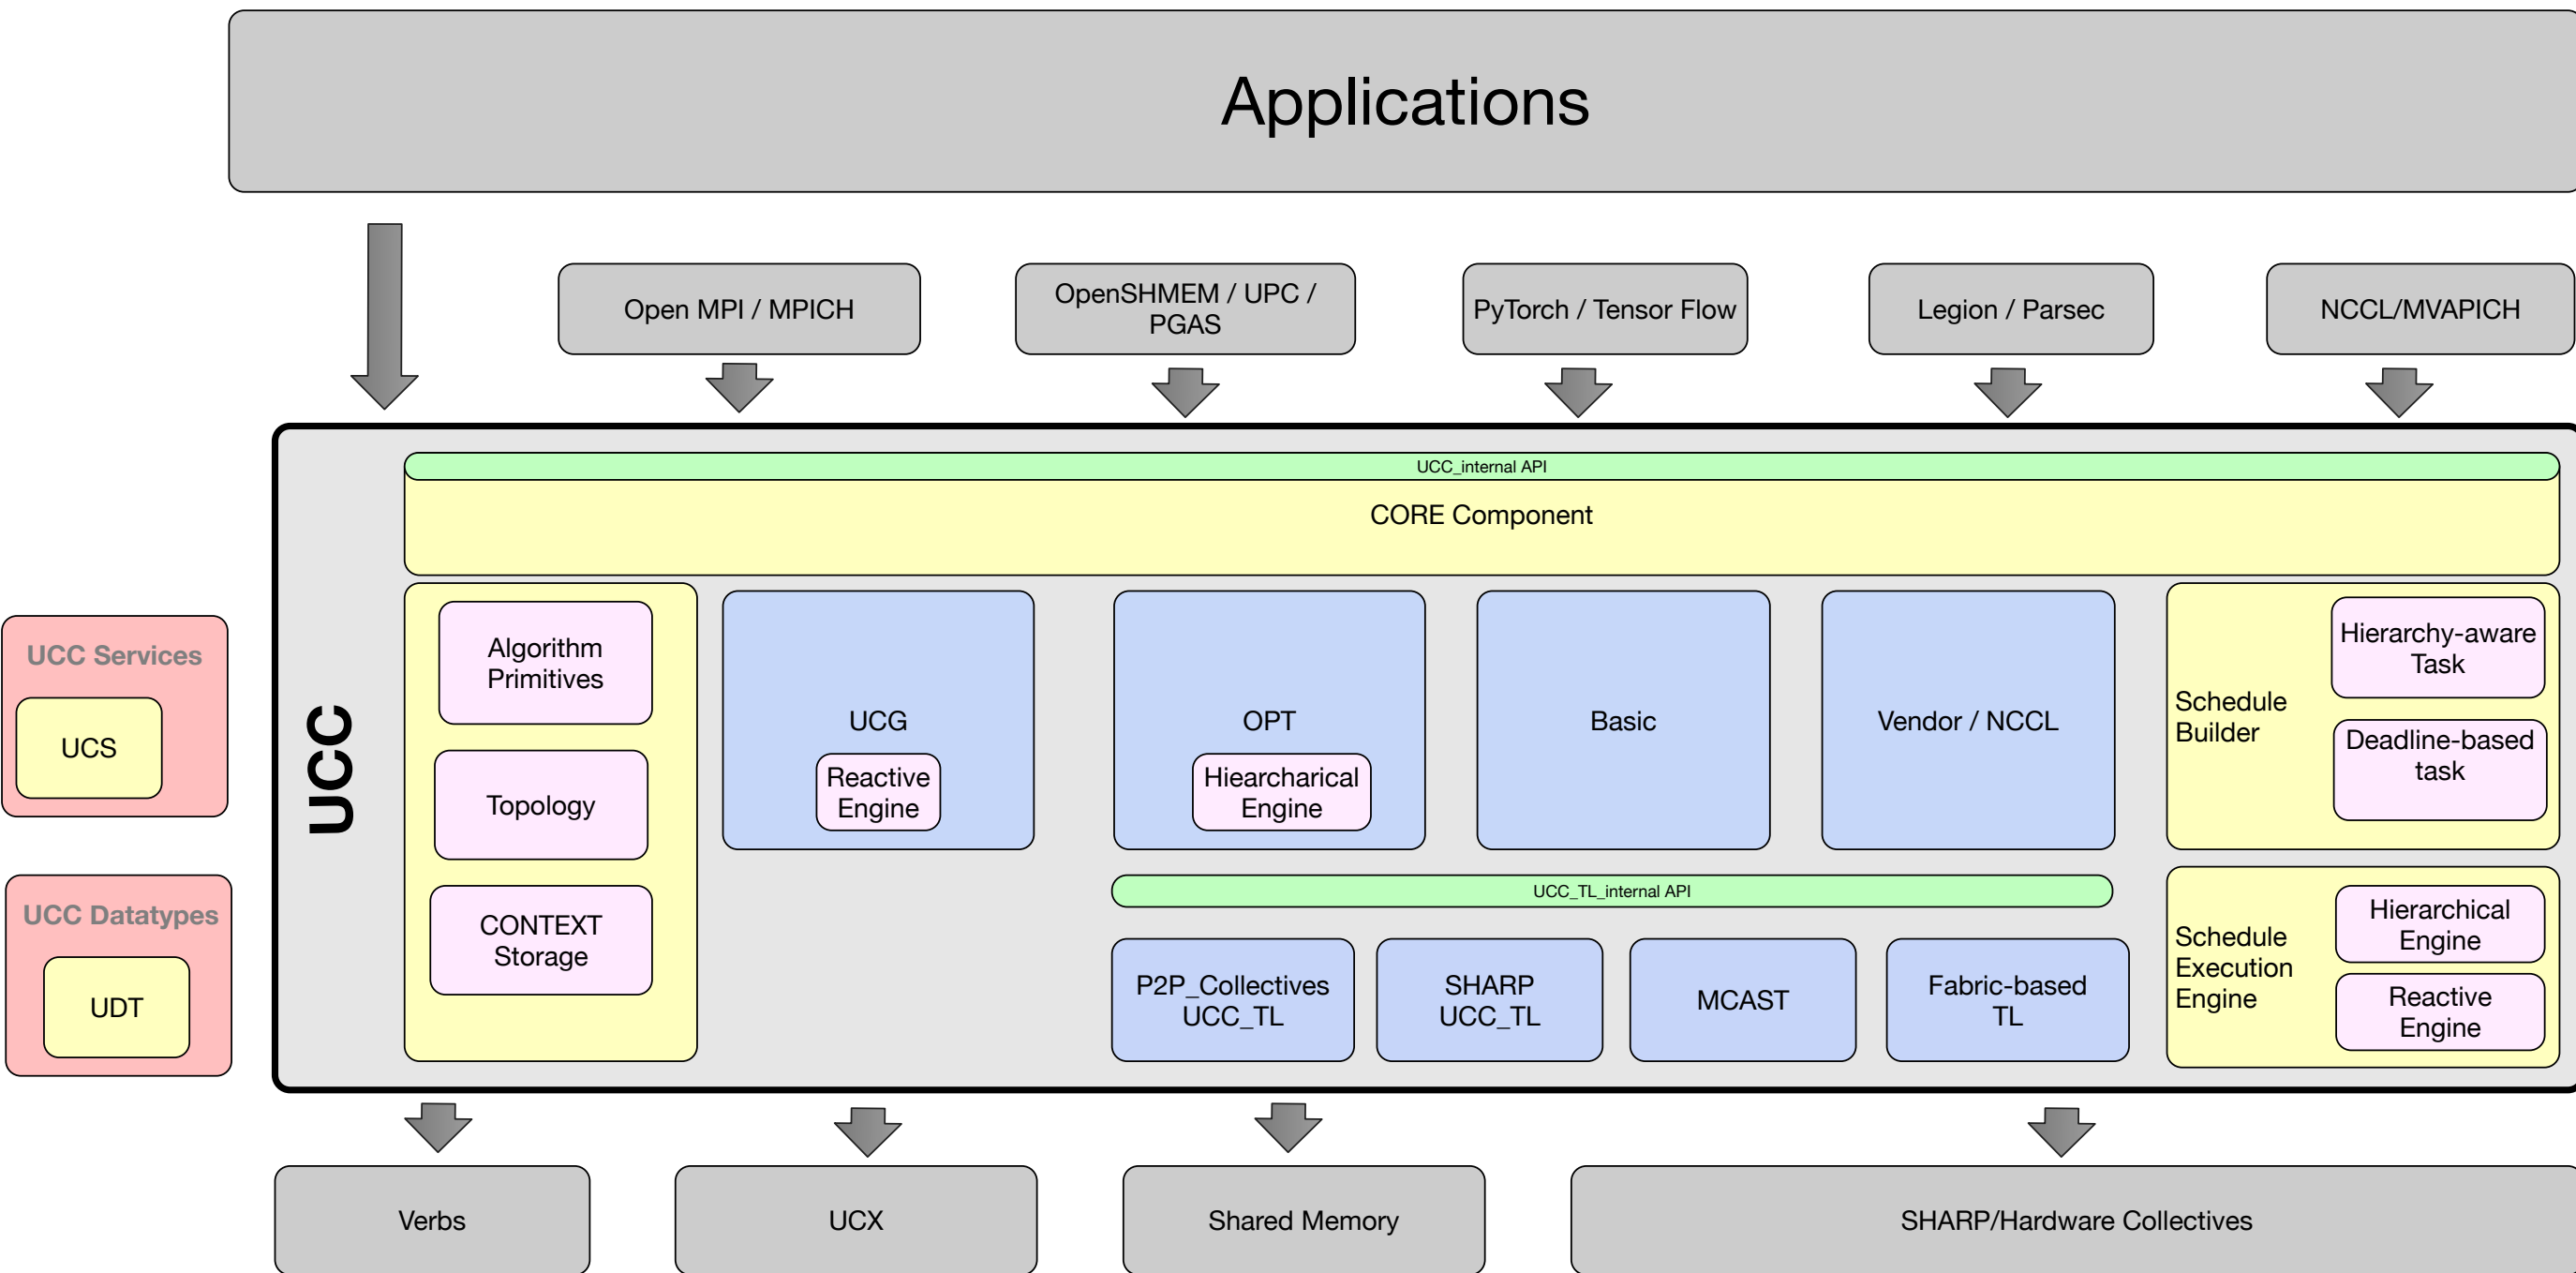 Applications
Open MPI / MPICH
OpenSHMEM / UPC /
PGAS
PyTorch / Tensor Flow
Legion / Parsec
NCCL/MVAPICH
UCC_internal API
CORE Component
UCC Services
UCS
UCC Datatypes
UDT
UCC
Algorithm
Primitives
Topology
CONTEXT
Storage
UCG
Reactive
Engine
OPT
Hiearcharical
Engine
Basic
Vendor / NCCL
Schedule
Builder
Hierarchy-aware
Task
Deadline-based
task
UCC_TL_internal API
P2P_Collectives
UCC_TL
SHARP
UCC_TL
MCAST
Fabric-based
TL
Schedule
Execution
Engine
Hierarchical
Engine
Reactive
Engine
Verbs
UCX
Shared Memory
SHARP/Hardware Collectives